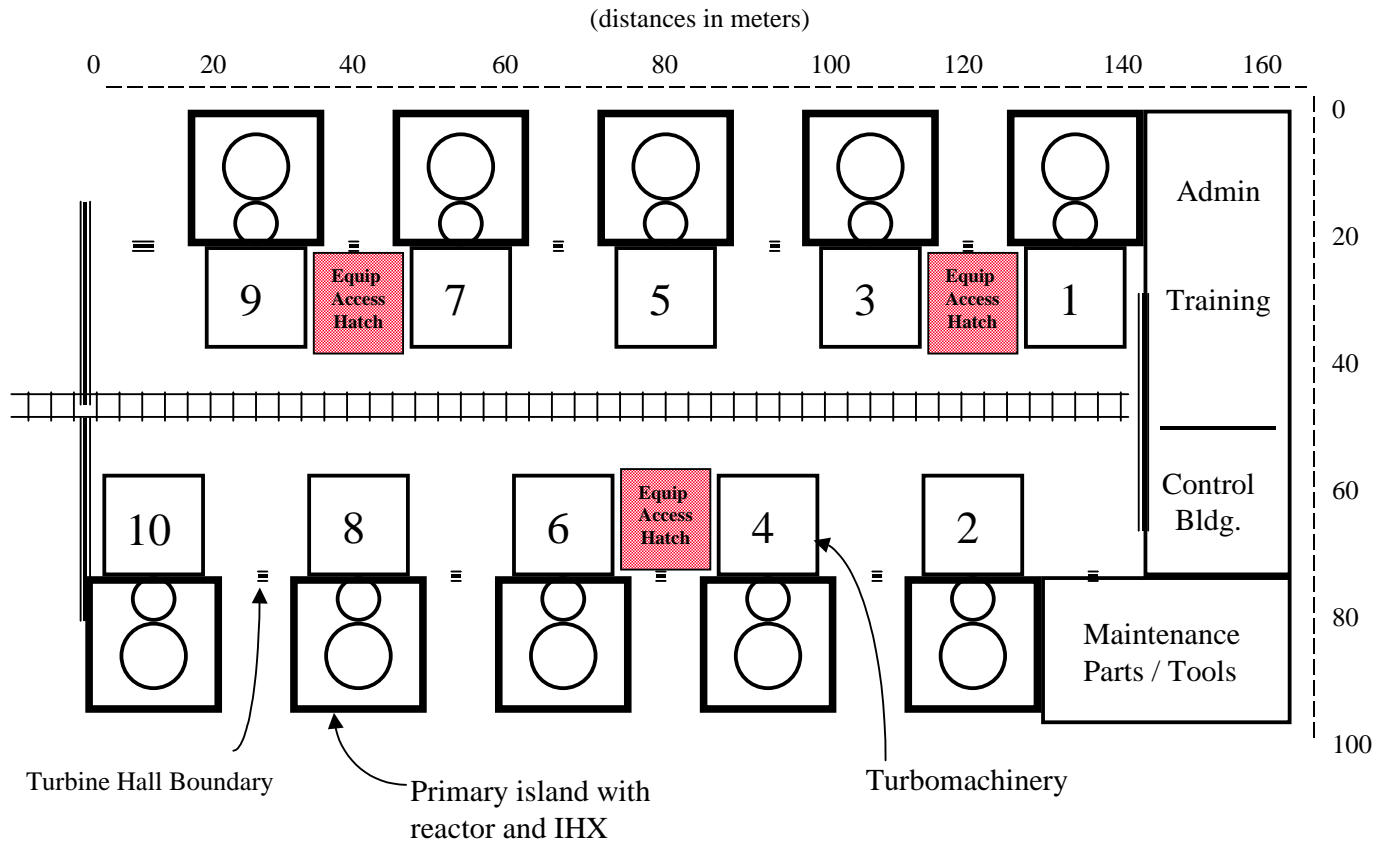 (distances in meters)
0 20 40 60 80 100 120 140 160
0
Admin
20
Equip
Access
Hatch
Equip
Access
Hatch
9 7 5 3 1
Training
40
60
Equip
Access
Hatch
10 8 6 4 2
Control
Bldg.
80
Maintenance
Parts / Tools
100
Turbine Hall Boundary
Primary island with
reactor and IHX
Turbomachinery